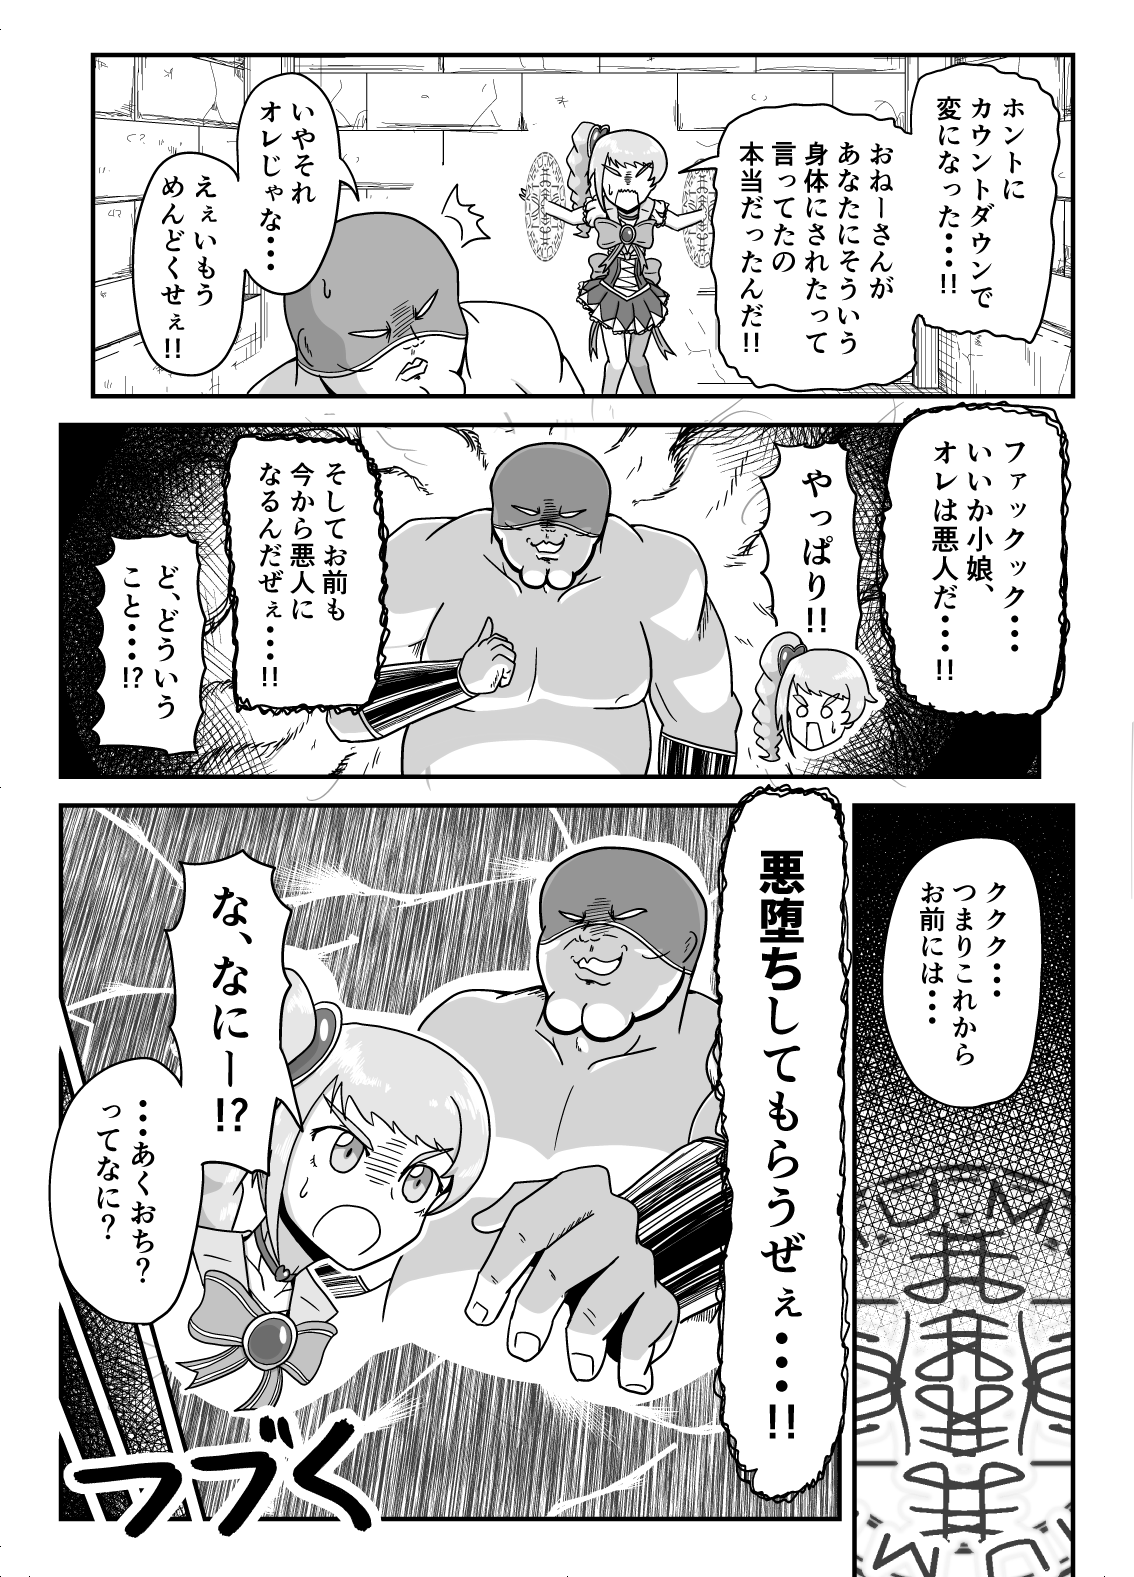 ホントに
カウントダウンで
変になった・・・!!
おねーさんが
あなたにそういう
身体にされたって
言ってたの
本当だったんだ!!
いやそれ
オレじゃな・・・
えぇいもう
めんどくせぇ!!
ファックック・・・
いいか小娘、
オレは悪人だ・・・・!!
やっぱり!!
そしてお前も
今から悪人に
なるんだぜぇ・・・・!!
ど、どういう
こと・・・・!?
ククク・・・
つまりこれから
お前には・・・
悪堕ちしてもらうぜぇ・・・・!!
な、なにー!?
・・・あくおち?
ってなに?
つづく